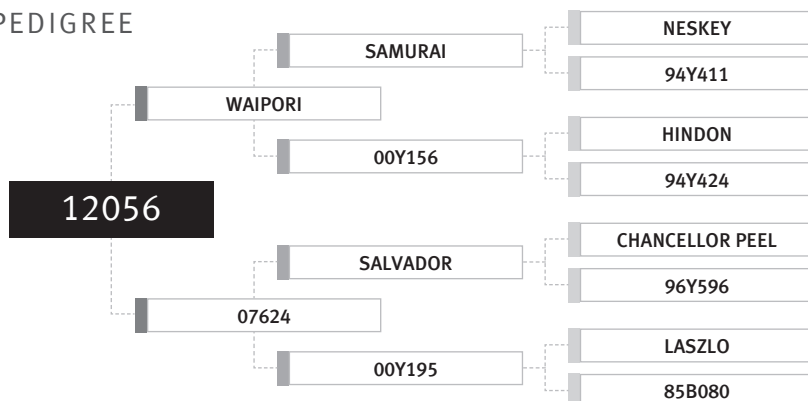 PEDIGREE
NESKEY
SAMURAI
94Y411
WAIPORI
HINDON
00Y156
94Y424
12056
CHANCELLOR PEEL
SALVADOR
96Y596
07624
LASZLO
00Y195
85B080